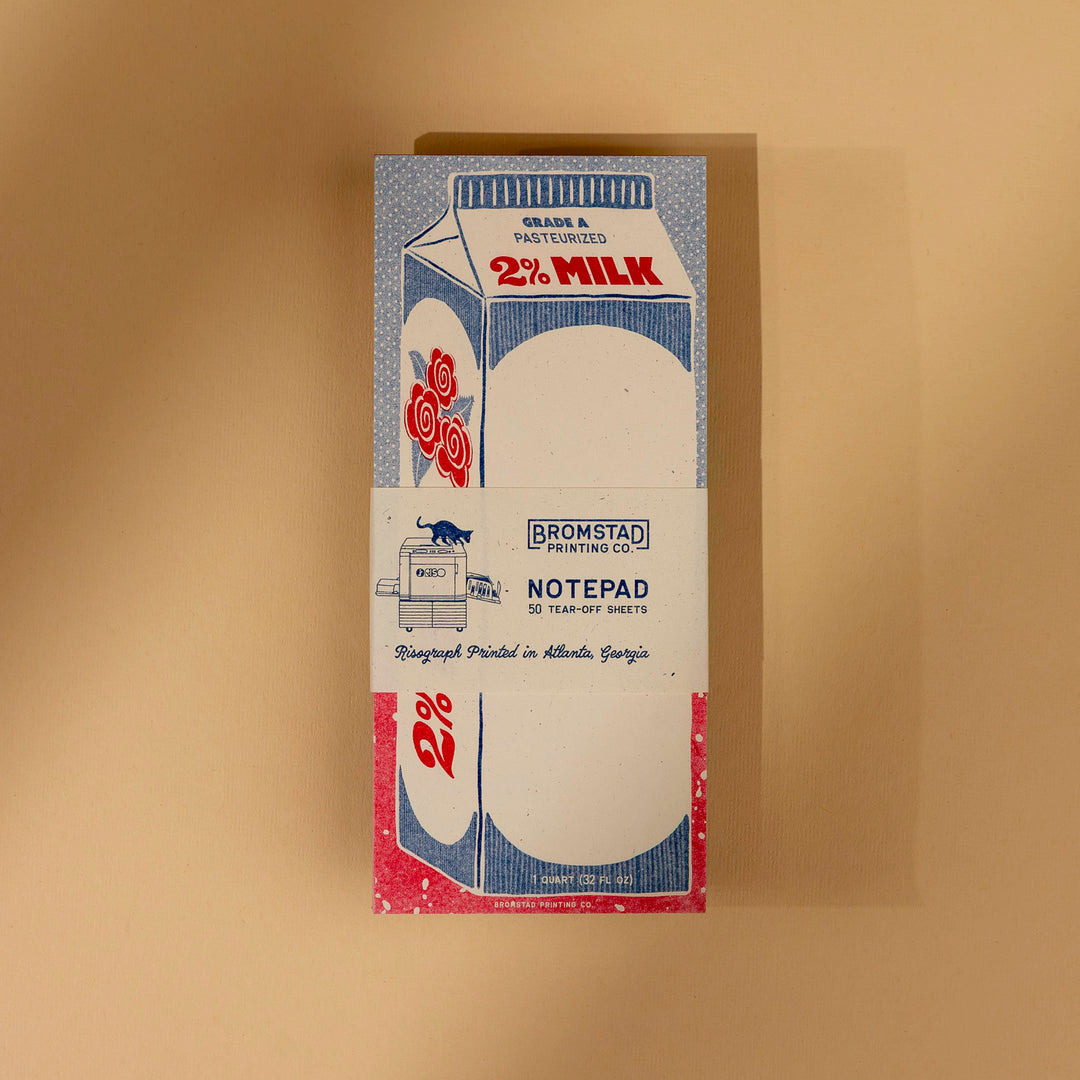 GRADE A
PASTEURIZED
2% MILK
BROMSTAD
PRINTING CO.
RISO
NOTEPAD
50 TEAR-OFF SHEETS
Risograph Printed in Atlanta, Georgia
2%
1 QUART (32 FL OZ)
BROMSTAD PRINTING CO.